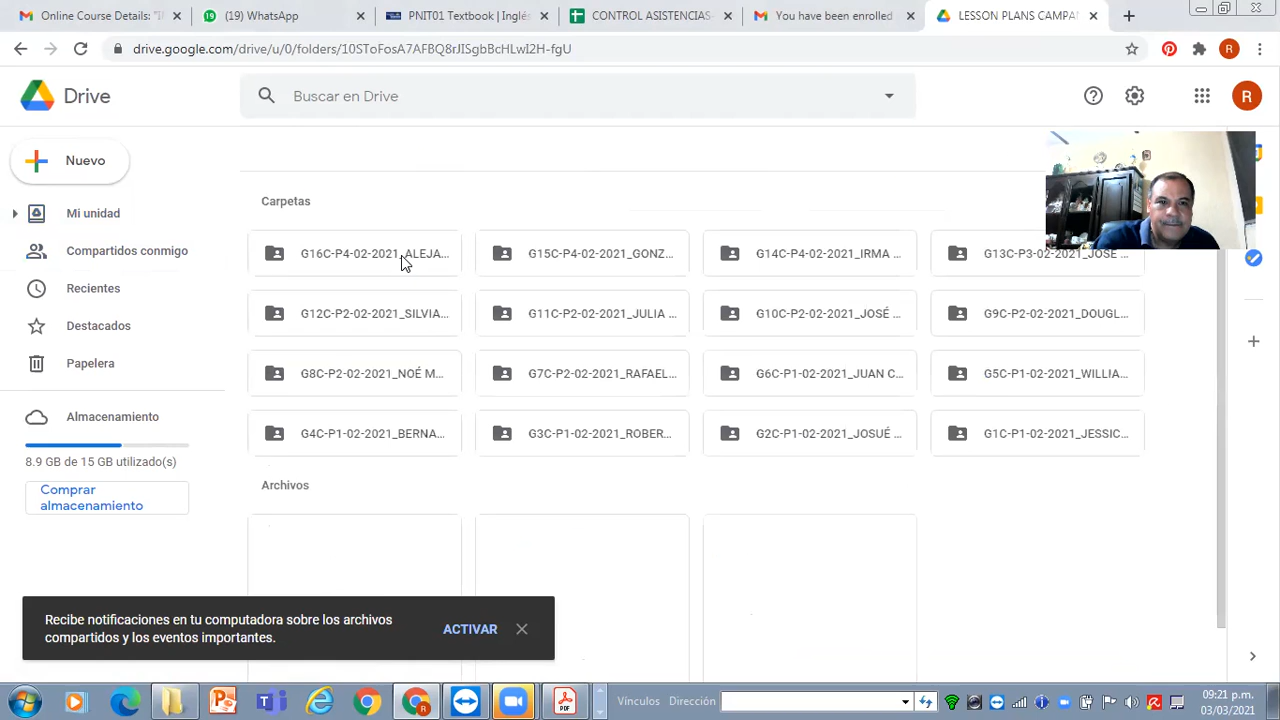 Online Course Details: "I
(19) WhatsApp
PNIT01 Textbook | Inglés
CONTROL ASISTENCIAS
You have been enrolled
LESSON PLANS CAMPA
drive.google.com/drive/u/0/folders/10SToFosA7AFBQ8rJISgbBcHLwI2H-fgU
R
Drive
Buscar en Drive
R
Nuevo
Mi unidad
Compartidos conmigo
Recientes
Destacados
Papelera
Almacenamiento
8.9 GB de 15 GB utilizado(s)
Comprar
almacenamiento
Carpetas
G16C-P4-02-2021_ALEJA...
G15C-P4-02-2021_GONZ...
G14C-P4-02-2021_IRMA ...
G13C-P3-02-2021_JOSÉ ...
G12C-P2-02-2021_SILVIA...
G11C-P2-02-2021_JULIA ...
G10C-P2-02-2021_JOSÉ ...
G9C-P2-02-2021_DOUGL...
G8C-P2-02-2021_NOÉ M...
G7C-P2-02-2021_RAFAEL...
G6C-P1-02-2021_JUAN C...
G5C-P1-02-2021_WILLIA...
G4C-P1-02-2021_BERNA...
G3C-P1-02-2021_ROBER...
G2C-P1-02-2021_JOSUÉ ...
G1C-P1-02-2021_JESSIC...
Archivos
Recibe notificaciones en tu computadora sobre los archivos
compartidos y los eventos importantes.
ACTIVAR
Vínculos
Dirección
09:21 p.m.
03/03/2021